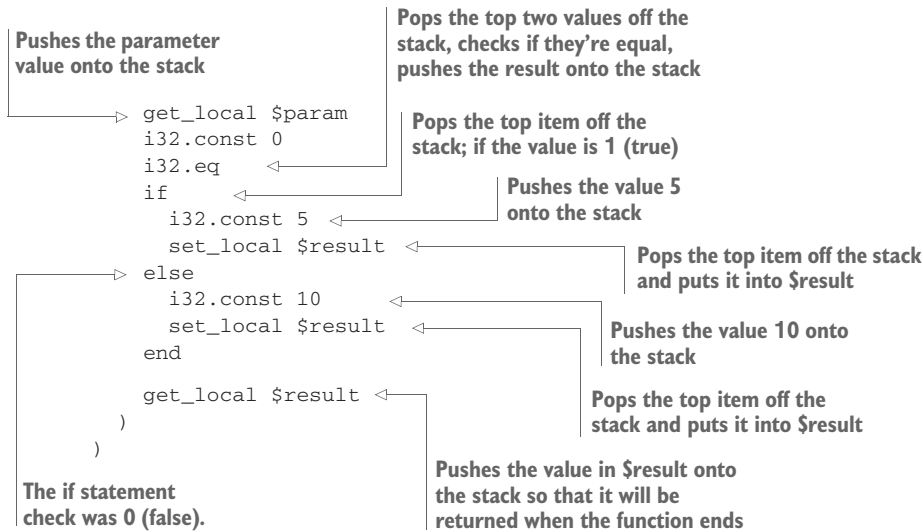 Pops the top two values off the
stack, checks if they're equal,
pushes the result onto the stack
Pushes the parameter
value onto the stack
get_local $param
i32.const 0
i32.eq
if
Pops the top item off the
stack; if the value is 1 (true)
i32.const 5
Pushes the value 5
onto the stack
set_local $result
Pops the top item off the stack
and puts it into $result
else
i32.const 10
Pushes the value 10 onto
the stack
set_local $result
Pops the top item off the
stack and puts it into $result
end
get_local $result
)
)
The if statement
check was 0 (false).
Pushes the value in $result onto
the stack so that it will be
returned when the function ends